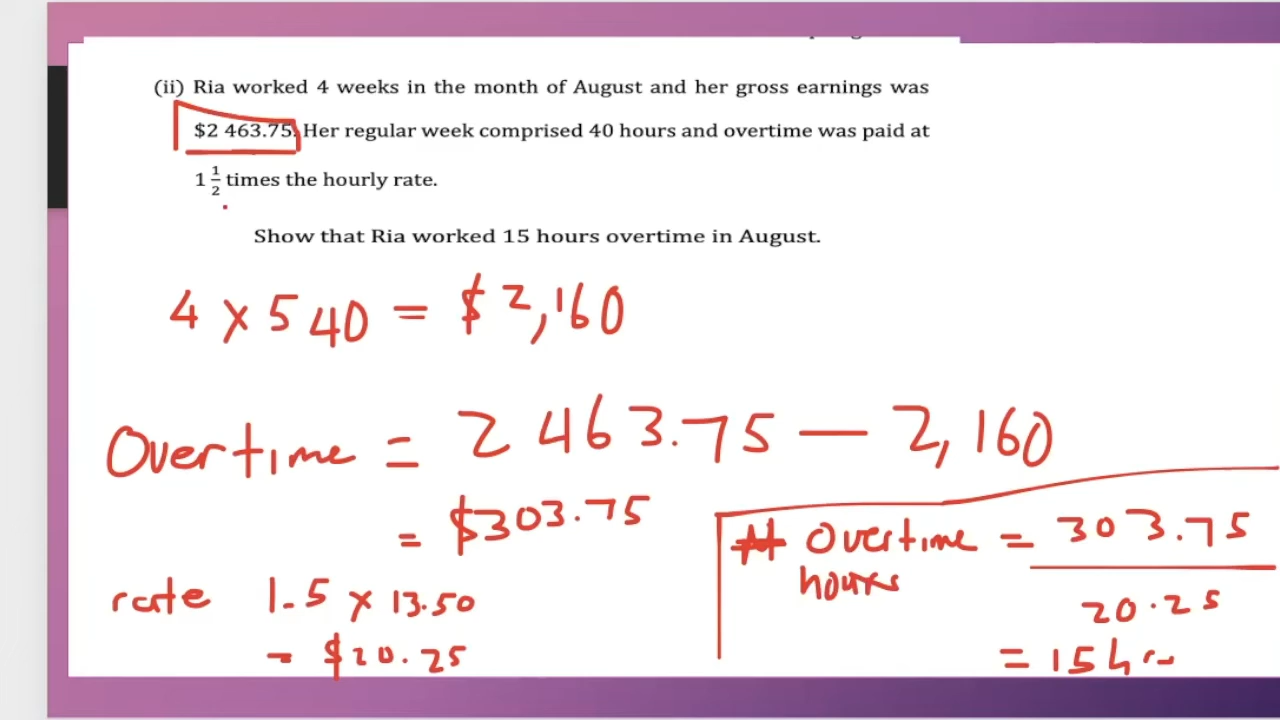 (ii) Ria worked 4 weeks in the month of August and her gross earnings was
$2 463.75. Her regular week comprised 40 hours and overtime was paid at
1 1/2 times the hourly rate.
Show that Ria worked 15 hours overtime in August.
4 x 540 = $2,160
Overtime = 2 463.75 — 2,160
= $303.75
rate 1.5 x 13.50
= $20.25
Overtime hours = 303.75 / 20.25
= 15 hrs